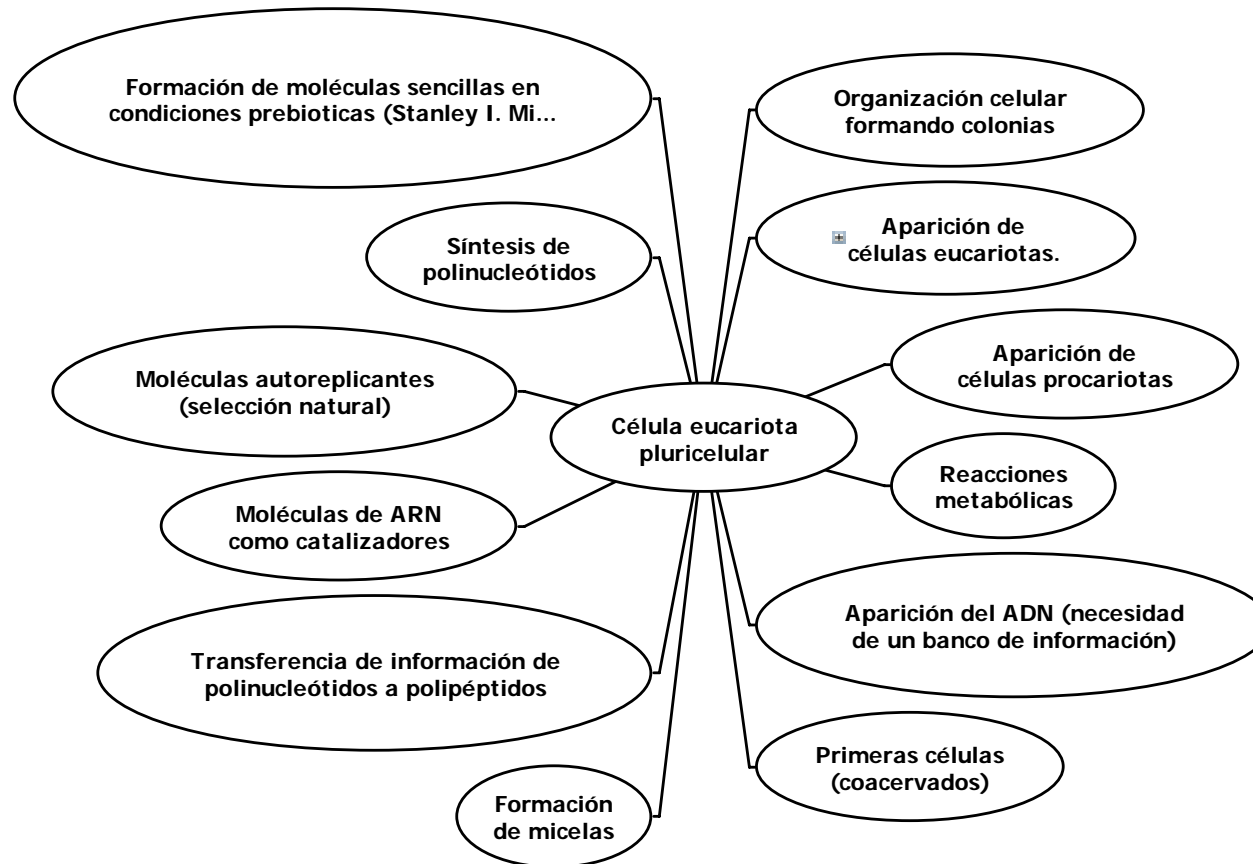 Formación de moléculas sencillas en
condiciones prebioticas (Stanley I. Mi...
Síntesis de
polinucleótidos
Moléculas autoreplicantes
(selección natural)
Moléculas de ARN
como catalizadores
Transferencia de información de
polinucleótidos a polipéptidos
Formación
de micelas
Célula eucariota
pluricelular
Organización celular
formando colonias
Aparición de
células eucariotas.
Aparición de
células procariotas
Reacciones
metabólicas
Aparición del ADN (necesidad
de un banco de información)
Primeras células
(coacervados)